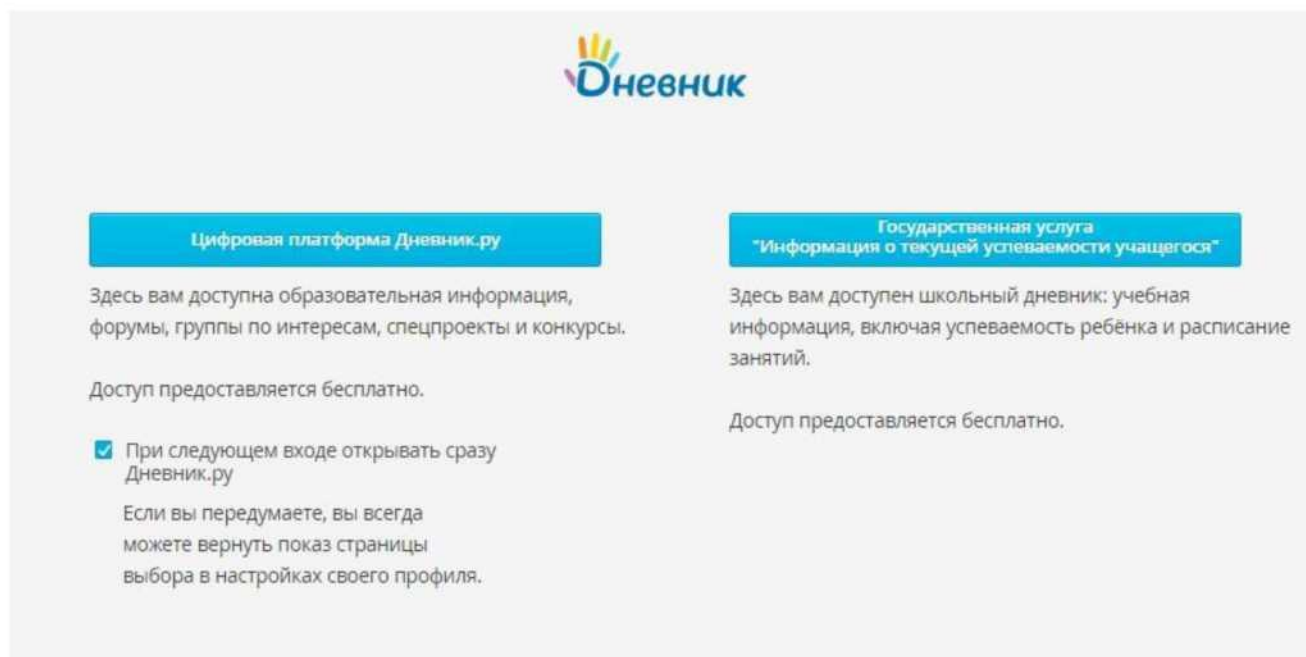 Дневник
Цифровая платформа Дневник.ру
Здесь вам доступна образовательная информация,
форумы, группы по интересам, спецпроекты и конкурсы.
Доступ предоставляется бесплатно.
При следующем входе открывать сразу
Дневник.ру
Если вы передумаете, вы всегда
можете вернуть показ страницы
выбора в настройках своего профиля.
Государственная услуга
"Информация о текущей успеваемости учащегося"
Здесь вам доступен школьный дневник: учебная
информация, включая успеваемость ребёнка и расписание
занятий.
Доступ предоставляется бесплатно.